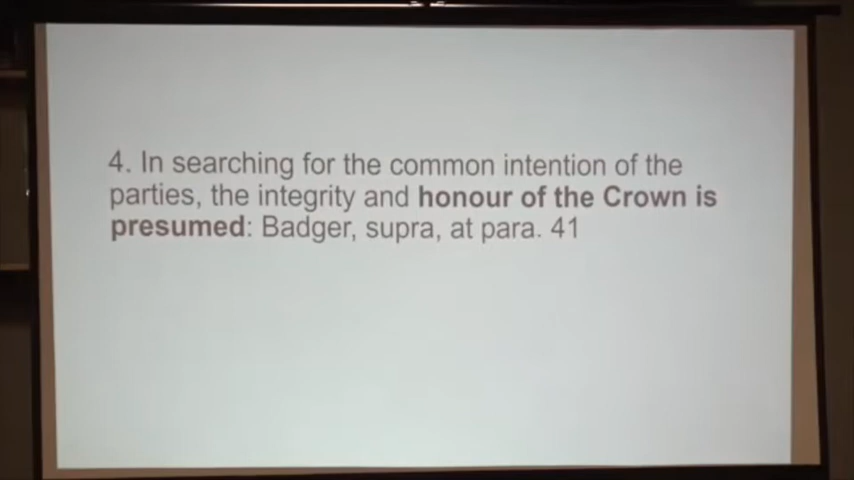 4. In searching for the common intention of the
parties, the integrity and honour of the Crown is
presumed: Badger, supra, at para. 41